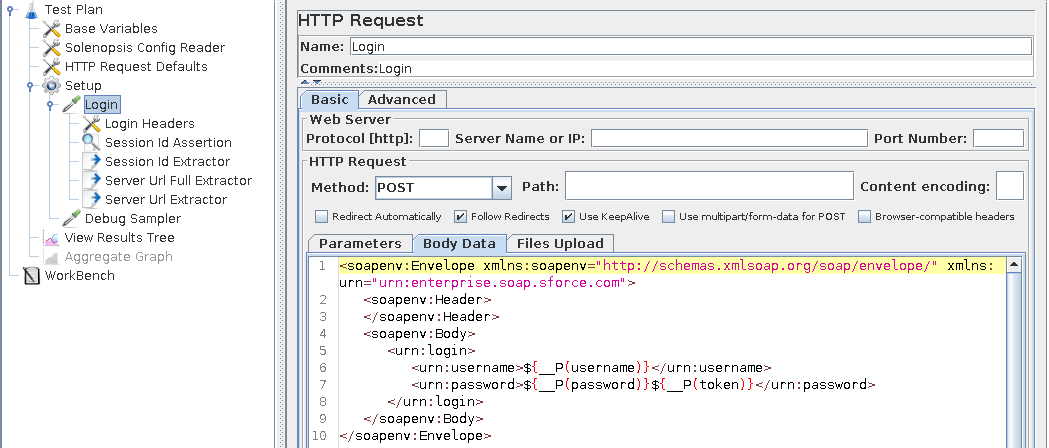 Test Plan
Base Variables
Solenopsis Config Reader
HTTP Request Defaults
Setup
Login
Login Headers
Session Id Assertion
Session Id Extractor
Server Url Full Extractor
Server Url Extractor
Debug Sampler
View Results Tree
Aggregate Graph
WorkBench
HTTP Request
Name: Login
Comments: Login
Basic Advanced
Web Server
Protocol [http]: Server Name or IP: Port Number:
HTTP Request
Method: POST Path: Content encoding:
Redirect Automatically Follow Redirects Use KeepAlive Use multipart/form-data for POST Browser-compatible headers
Parameters Body Data Files Upload
1 <soapenv:Envelope xmlns:soapenv="http://schemas.xmlsoap.org/soap/envelope/" xmlns:
urn="urn:enterprise.soap.sforce.com">
2 <soapenv:Header>
3 </soapenv:Header>
4 <soapenv:Body>
5 <urn:login>
6 <urn:username>${__P(username)}</urn:username>
7 <urn:password>${__P(password)}${__P(token)}</urn:password>
8 </urn:login>
9 </soapenv:Body>
10 </soapenv:Envelope>